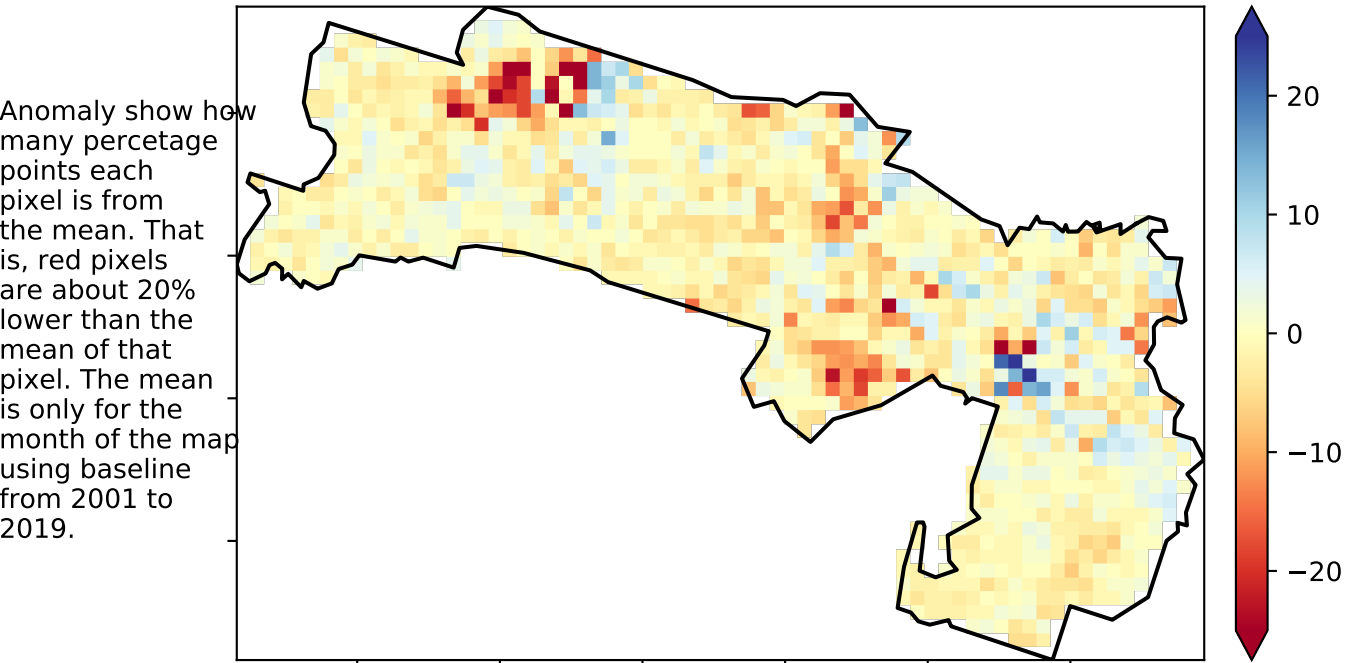 Anomaly show how
many percetage
points each
pixel is from
the mean. That
is, red pixels
are about 20%
lower than the
mean of that
pixel. The mean
is only for the
month of the map
using baseline
from 2001 to
2019.
20
10
0
−10
−20